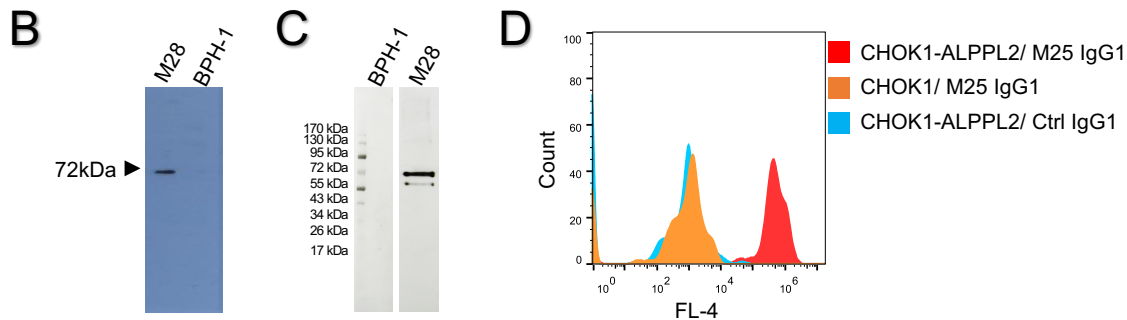 B
M28
BPH-1
72kDa
C
BPH-1
M28
170 kDa
130 kDa
95 kDa
72 kDa
55 kDa
43 kDa
34 kDa
26 kDa
17 kDa
D
100
80
60
40
20
0
Count
10^0
10^2
10^4
10^6
FL-4
CHOK1-ALPPL2/ M25 IgG1
CHOK1/ M25 IgG1
CHOK1-ALPPL2/ Ctrl IgG1